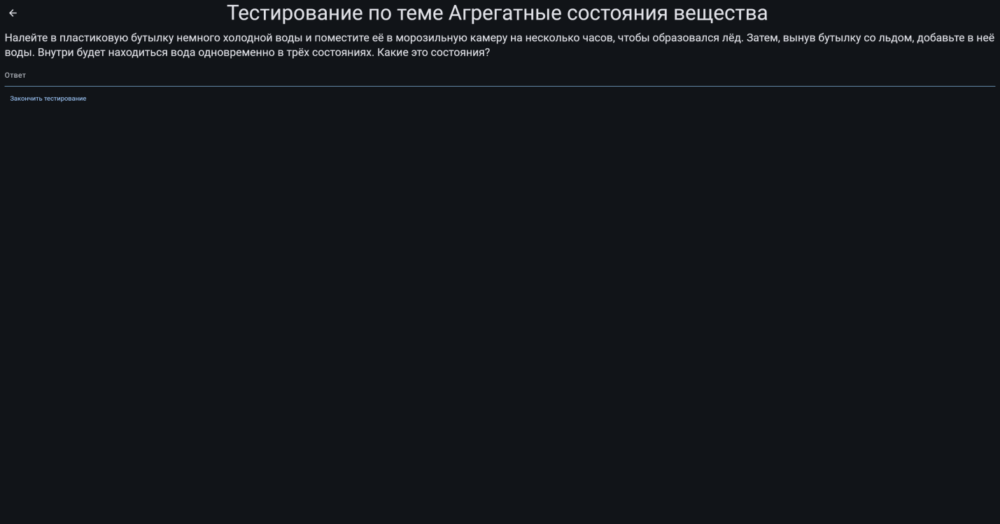 Тестирование по теме Агрегатные состояния вещества
Налейте в пластиковую бутылку немного холодной воды и поместите её в морозильную камеру на несколько часов, чтобы образовался лёд. Затем, вынув бутылку со льдом, добавьте в неё
воды. Внутри будет находиться вода одновременно в трёх состояниях. Какие это состояния?
Ответ
Закончить тестирование